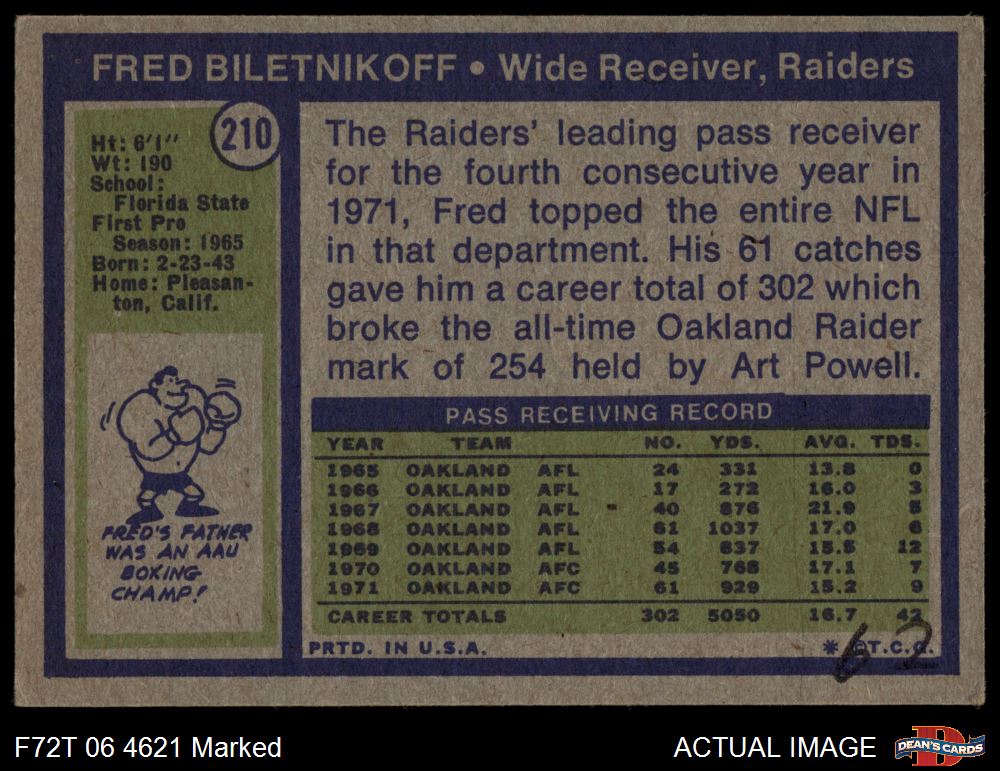 FRED BILETNIKOFF • Wide Receiver, Raiders
210
Ht: 6'1"
Wt: 190
School:
Florida State
First Pro
Season: 1965
Born: 2-23-43
Home: Pleasan-
ton, Calif.
The Raiders' leading pass receiver
for the fourth consecutive year in
1971, Fred topped the entire NFL
in that department. His 61 catches
gave him a career total of 302 which
broke the all-time Oakland Raider
mark of 254 held by Art Powell.
FRED'S FATHER
WAS AN AAU
BOXING
CHAMP!
PASS RECEIVING RECORD
YEAR TEAM NO. YDS. AVG. TDS.
1965 OAKLAND AFL 24 331 13.8 0
1966 OAKLAND AFL 17 272 16.0 3
1967 OAKLAND AFL 40 876 21.9 5
1968 OAKLAND AFL 61 1037 17.0 6
1969 OAKLAND AFL 54 837 15.5 12
1970 OAKLAND AFC 45 768 17.1 7
1971 OAKLAND AFC 61 929 15.2 9
CAREER TOTALS 302 5050 16.7 42
PRTD. IN U.S.A. * ©T.C.G.
62
F72T 06 4621 Marked
ACTUAL IMAGE
DEAN'S CARDS